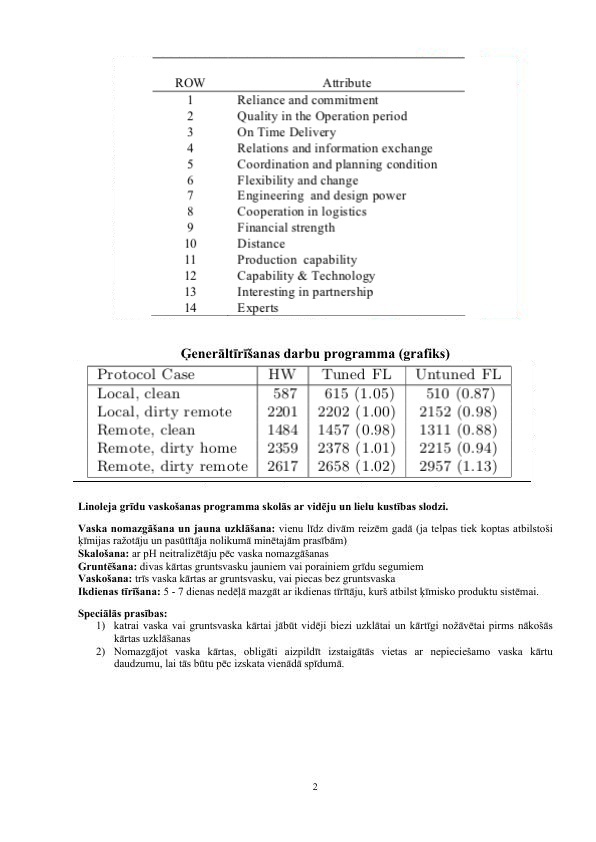 ROW Attribute
1 Reliance and commitment
2 Quality in the Operation period
3 On Time Delivery
4 Relations and information exchange
5 Coordination and planning condition
6 Flexibility and change
7 Engineering and design power
8 Cooperation in logistics
9 Financial strength
10 Distance
11 Production capability
12 Capability & Technology
13 Interesting in partnership
14 Experts
Ģenerāltīrīšanas darbu programma (grafiks)
Protocol Case HW Tuned FL Untuned FL
Local, clean 587 615 (1.05) 510 (0.87)
Local, dirty remote 2201 2202 (1.00) 2152 (0.98)
Remote, clean 1484 1457 (0.98) 1311 (0.88)
Remote, dirty home 2359 2378 (1.01) 2215 (0.94)
Remote, dirty remote 2617 2658 (1.02) 2957 (1.13)
Linoleja grīdu vaskošanas programma skolās ar vidēju un lielu kustības slodzi.
Vaska nomazgāšana un jauna uzklāšana: vienu līdz divām reizēm gadā (ja telpas tiek koptas atbilstoši
ķīmijas ražotāju un pasūtītāja nolikumā minētajām prasībām)
Skalošana: ar pH neitralizētāju pēc vaska nomazgāšanas
Gruntēšana: divas kārtas gruntsvasku jauniem vai porainiem grīdu segumiem
Vaskošana: trīs vaska kārtas ar gruntsvasku, vai piecas bez gruntsvaska
Ikdienas tīrīšana: 5 - 7 dienas nedēļā mazgāt ar ikdienas tīrītāju, kurš atbilst ķīmisko produktu sistēmai.
Speciālās prasības:
1) katrai vaska vai gruntsvaska kārtai jābūt vidēji biezi uzklātai un kārtīgi nožāvētai pirms nākošās
kārtas uzklāšanas
2) Nomazgājot vaska kārtas, obligāti aizpildīt izstaigātās vietas ar nepieciešamo vaska kārtu
daudzumu, lai tās būtu pēc izskata vienādā spīdumā.
2